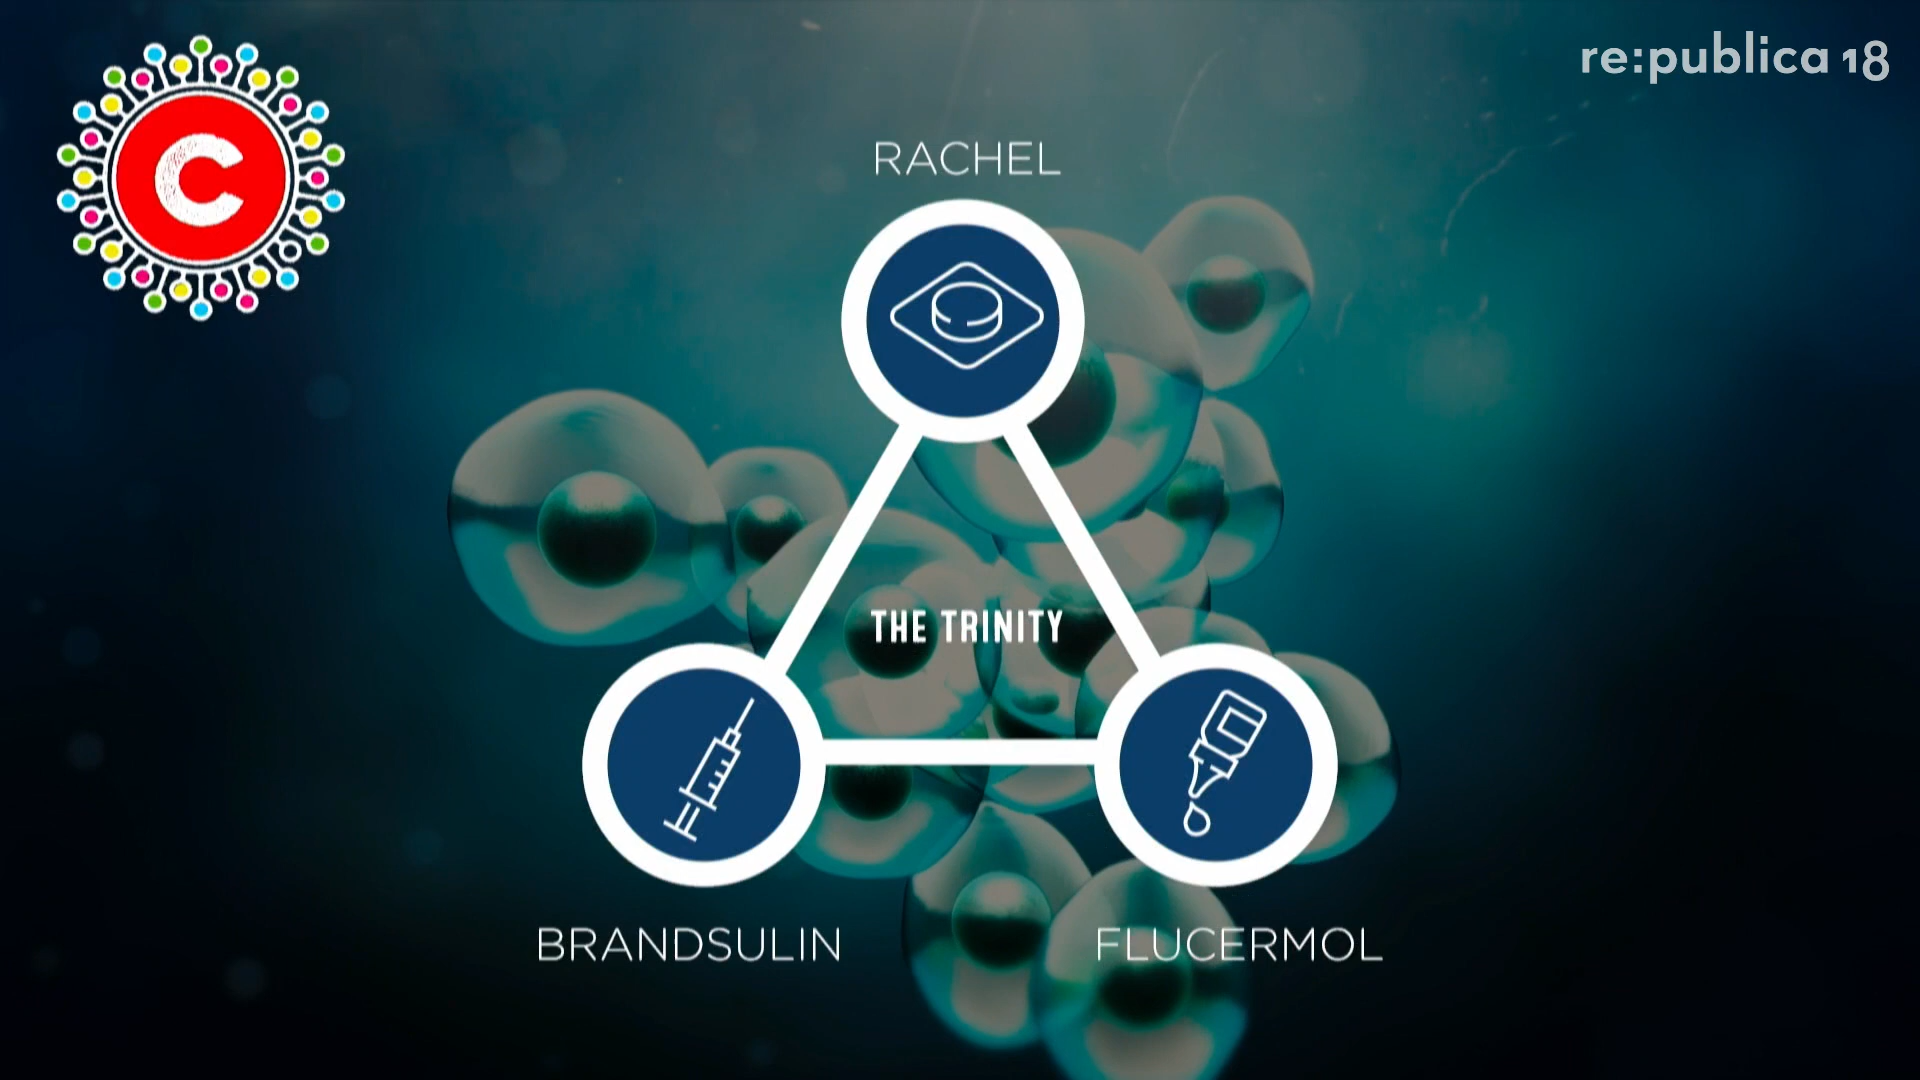 re:publica 18
C
RACHEL
THE TRINITY
BRANDSULIN
FLUCERMOL